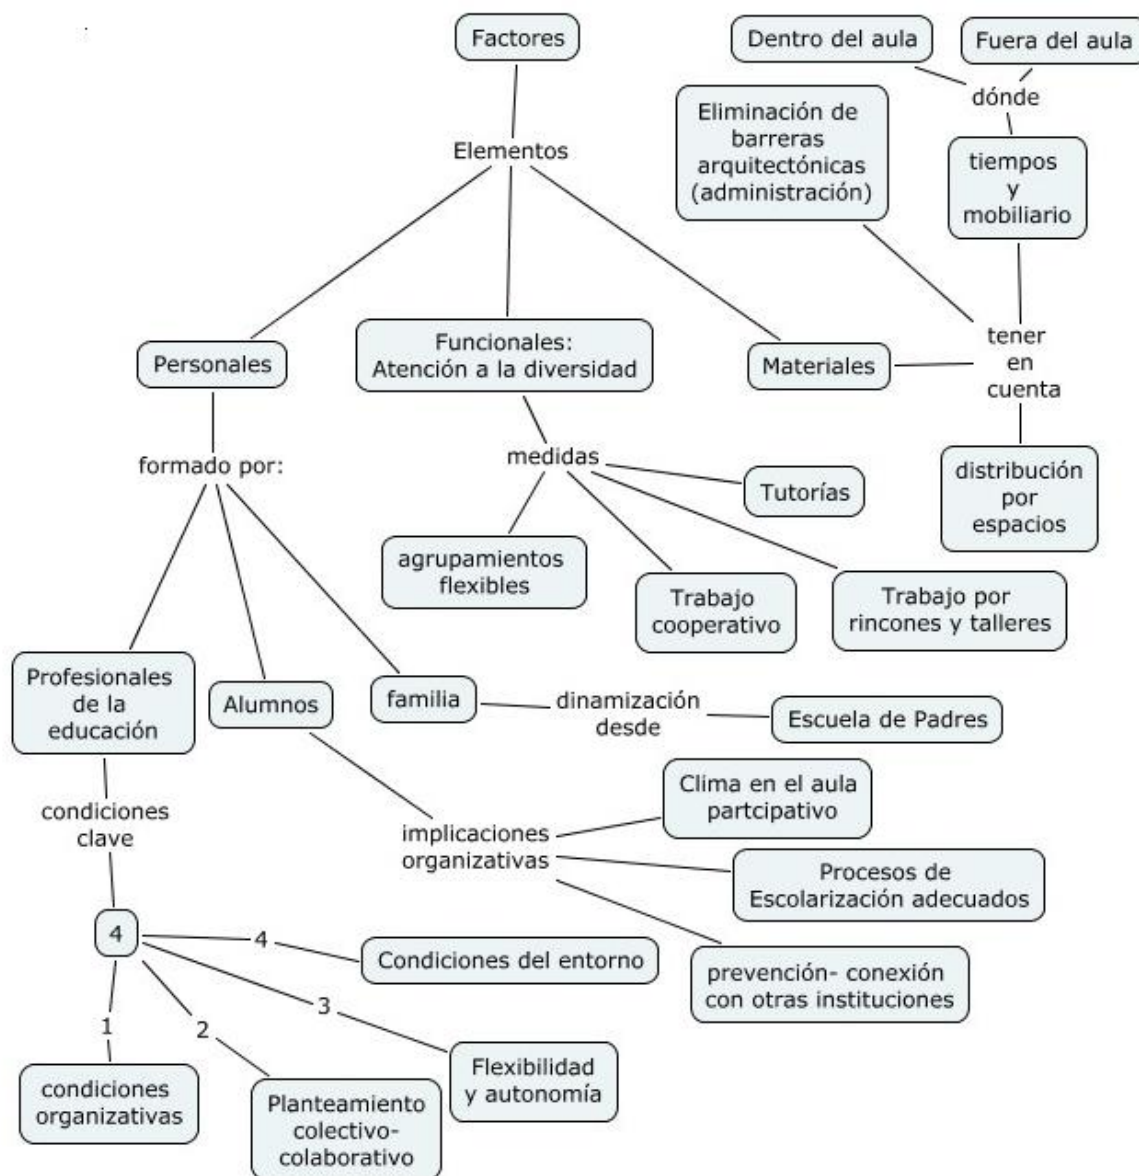 Factores
Dentro del aula
Fuera del aula
dónde
Eliminación de
barreras
arquitectónicas
(administración)
tiempos
y
mobiliario
Elementos
Personales
Funcionales:
Atención a la diversidad
Materiales
tener
en
cuenta
formado por:
medidas
Tutorías
distribución
por
espacios
agrupamientos
flexibles
Trabajo
cooperativo
Trabajo por
rincones y talleres
Profesionales
de la
educación
Alumnos
familia
dinamización
desde
Escuela de Padres
condiciones
clave
implicaciones
organizativas
Clima en el aula
partcipativo
Procesos de
Escolarización adecuados
prevención- conexión
con otras instituciones
4
4
Condiciones del entorno
3
Flexibilidad
y autonomía
1
2
condiciones
organizativas
Planteamiento
colectivo-
colaborativo